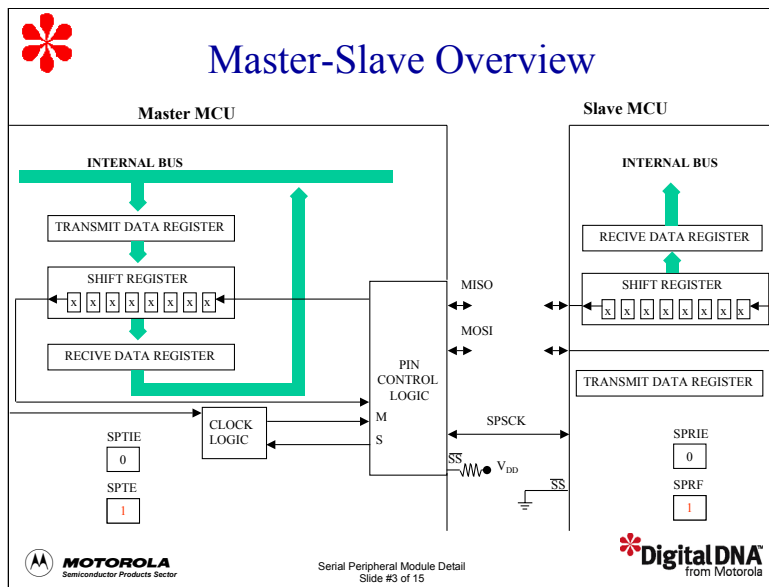 Master-Slave Overview
Master MCU
Slave MCU
INTERNAL BUS
INTERNAL BUS
TRANSMIT DATA REGISTER
RECIVE DATA REGISTER
SHIFT REGISTER
x x x x x x x x
SHIFT REGISTER
x x x x x x x x
MISO
MOSI
RECIVE DATA REGISTER
PIN
CONTROL
LOGIC
TRANSMIT DATA REGISTER
M
S
CLOCK
LOGIC
SPSCK
SPTIE
0
SPRIE
0
SS
VDD
SS
SPTE
1
SPRF
1
MOTOROLA
Semiconductor Products Sector
Serial Peripheral Module Detail
Slide #3 of 15
DigitalDNA
from Motorola